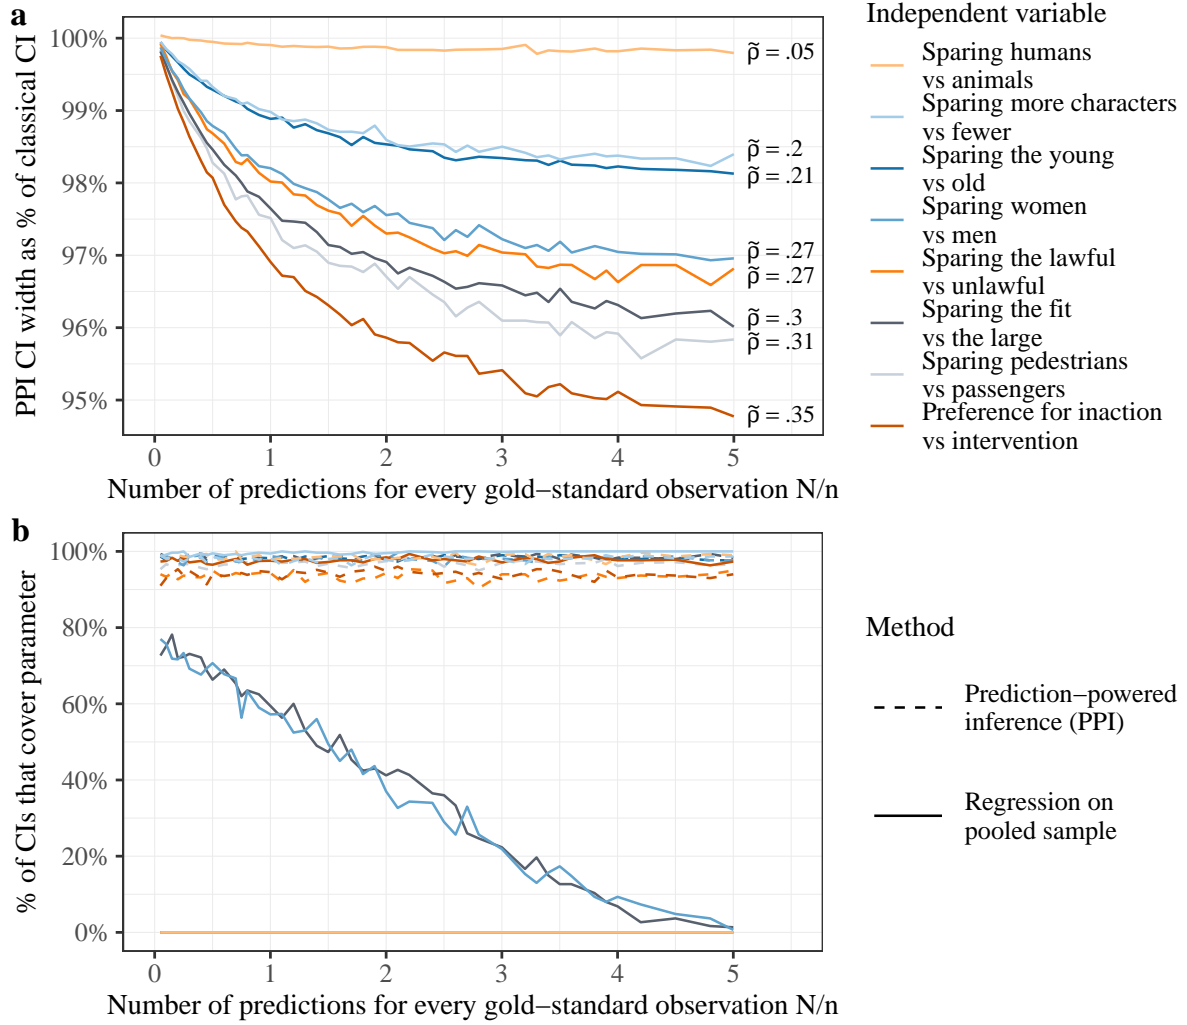 a
PPI CI width as % of classical CI
100%
99%
98%
97%
96%
95%
ρ̃ = .05
ρ̃ = .2
ρ̃ = .21
ρ̃ = .27
ρ̃ = .27
ρ̃ = .3
ρ̃ = .31
ρ̃ = .35
0 1 2 3 4 5
Number of predictions for every gold−standard observation N/n
Independent variable
Sparing humans
vs animals
Sparing more characters
vs fewer
Sparing the young
vs old
Sparing women
vs men
Sparing the lawful
vs unlawful
Sparing the fit
vs the large
Sparing pedestrians
vs passengers
Preference for inaction
vs intervention
b
% of CIs that cover parameter
100%
80%
60%
40%
20%
0%
0 1 2 3 4 5
Number of predictions for every gold−standard observation N/n
Method
Prediction−powered
inference (PPI)
Regression on
pooled sample